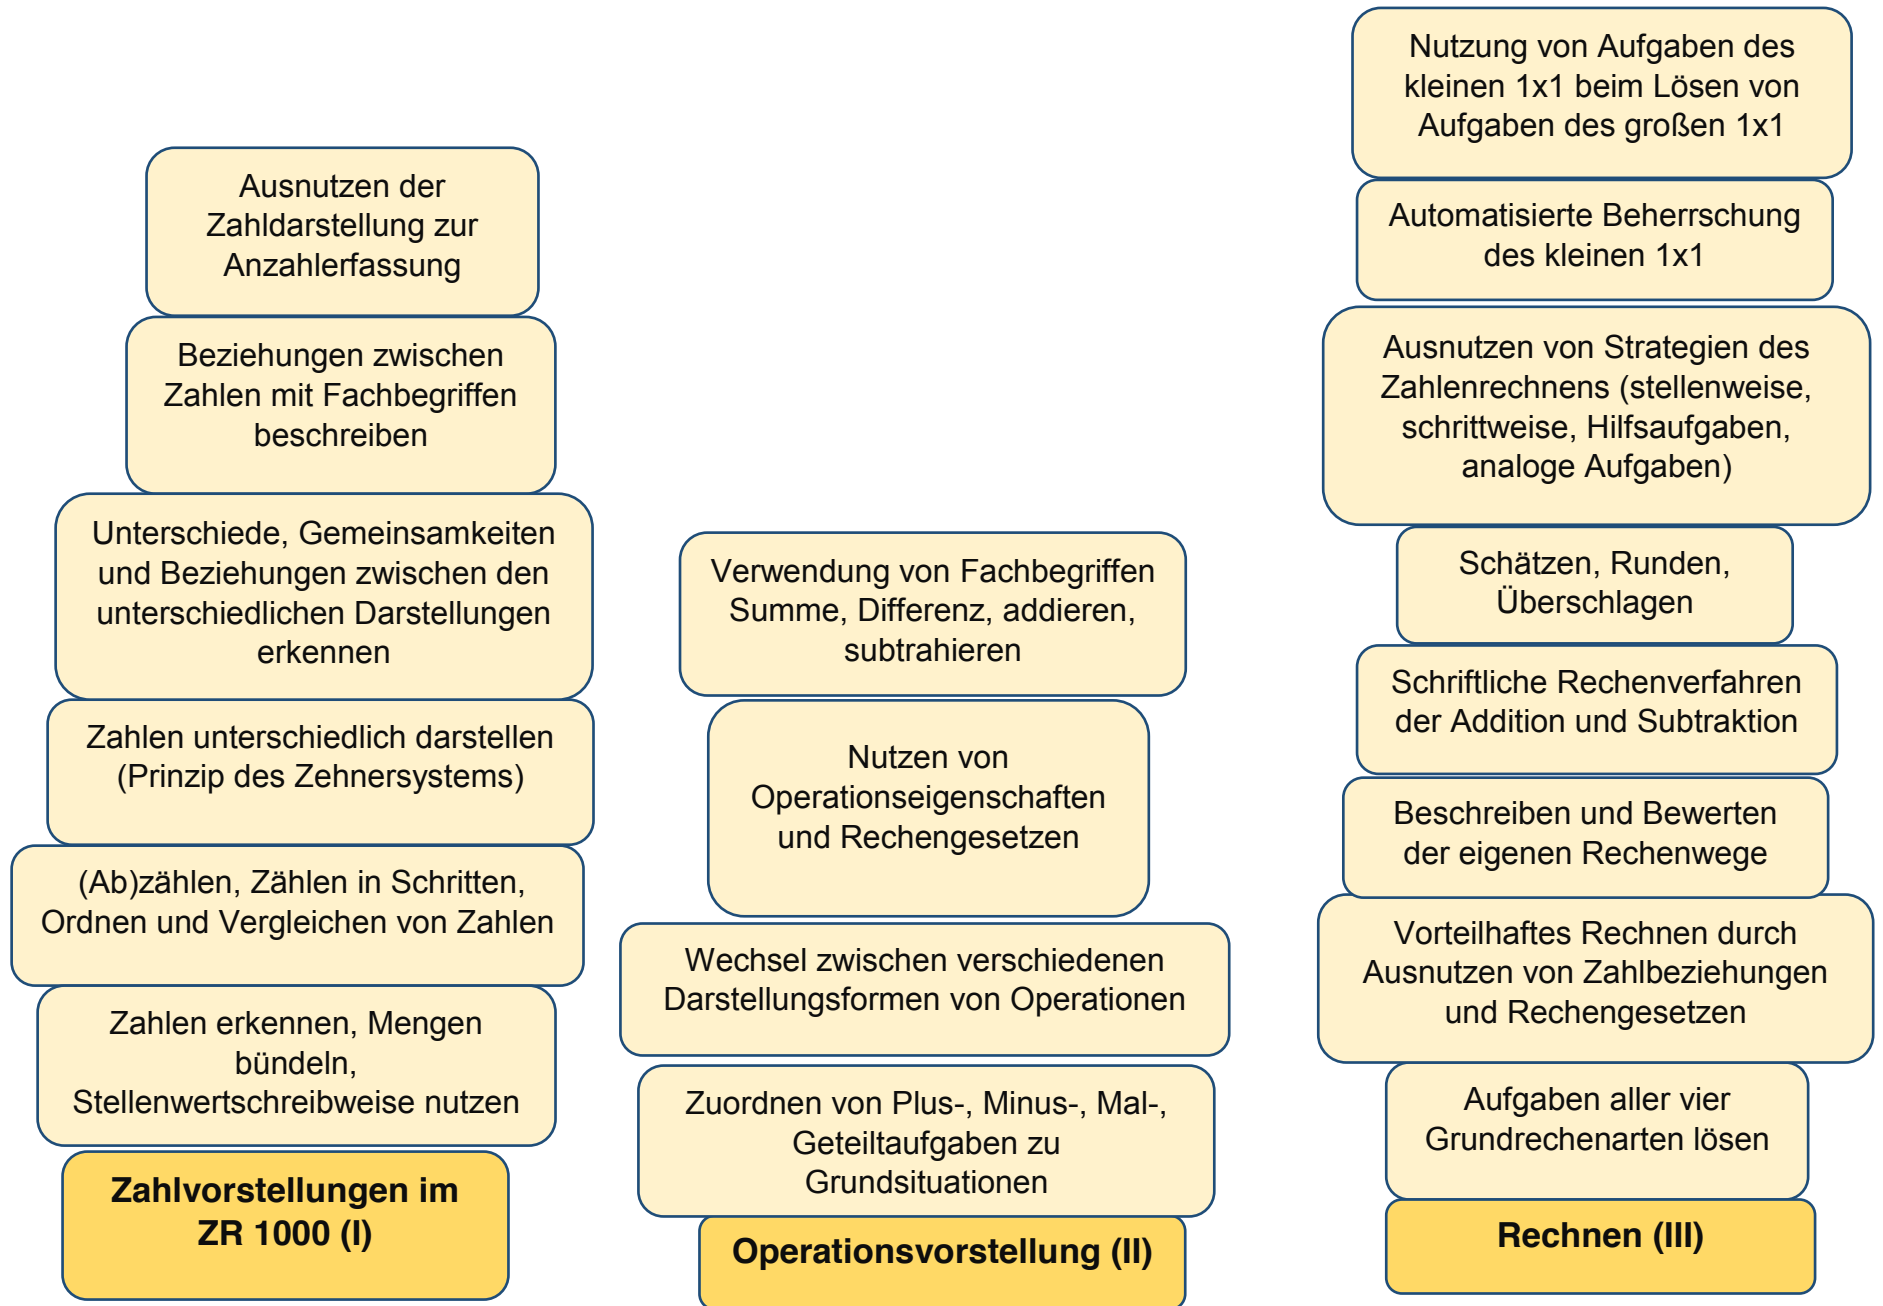 Ausnutzen der
Zahldarstellung zur
Anzahlerfassung
Beziehungen zwischen
Zahlen mit Fachbegriffen
beschreiben
Unterschiede, Gemeinsamkeiten
und Beziehungen zwischen den
unterschiedlichen Darstellungen
erkennen
Zahlen unterschiedlich darstellen
(Prinzip des Zehnersystems)
(Ab)zählen, Zählen in Schritten,
Ordnen und Vergleichen von Zahlen
Zahlen erkennen, Mengen
bündeln,
Stellenwertschreibweise nutzen
Zahlvorstellungen im
ZR 1000 (I)
Verwendung von Fachbegriffen
Summe, Differenz, addieren,
subtrahieren
Nutzen von
Operationseigenschaften
und Rechengesetzen
Wechsel zwischen verschiedenen
Darstellungsformen von Operationen
Zuordnen von Plus-, Minus-, Mal-,
Geteiltaufgaben zu
Grundsituationen
Operationsvorstellung (II)
Nutzung von Aufgaben des
kleinen 1x1 beim Lösen von
Aufgaben des großen 1x1
Automatisierte Beherrschung
des kleinen 1x1
Ausnutzen von Strategien des
Zahlenrechnens (stellenweise,
schrittweise, Hilfsaufgaben,
analoge Aufgaben)
Schätzen, Runden,
Überschlagen
Schriftliche Rechenverfahren
der Addition und Subtraktion
Beschreiben und Bewerten
der eigenen Rechenwege
Vorteilhaftes Rechnen durch
Ausnutzen von Zahlbeziehungen
und Rechengesetzen
Aufgaben aller vier
Grundrechenarten lösen
Rechnen (III)